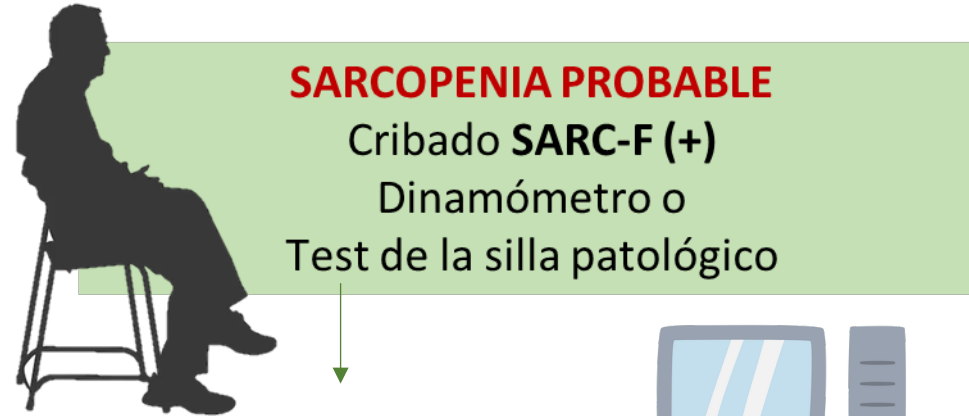 SARCOPENIA PROBABLE
Cribado SARC-F (+)
Dinamómetro o
Test de la silla patológico